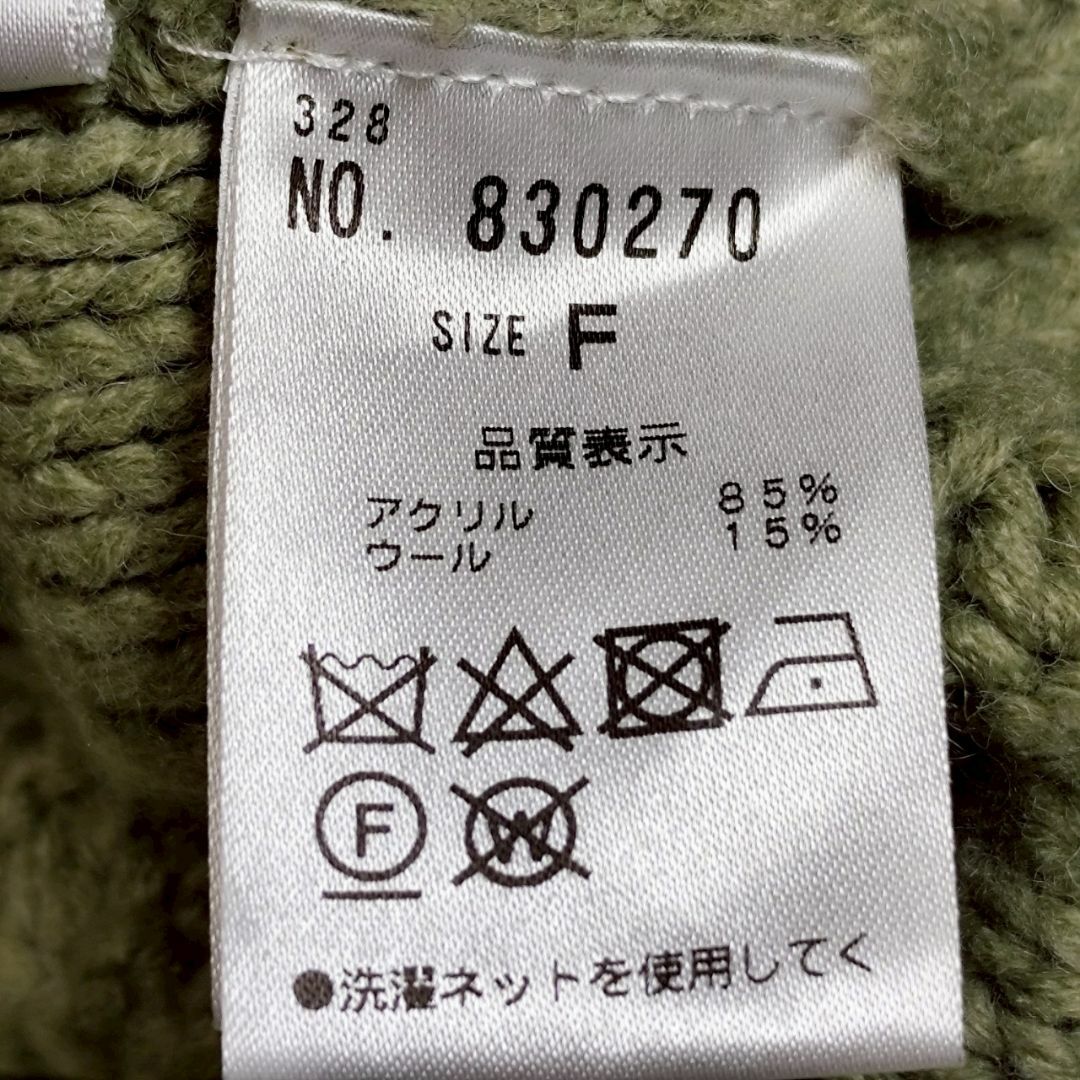 328
NO. 830270
SIZE F
品質表示
アクリル 85%
ウール 15%
F
W
●洗濯ネットを使用してく